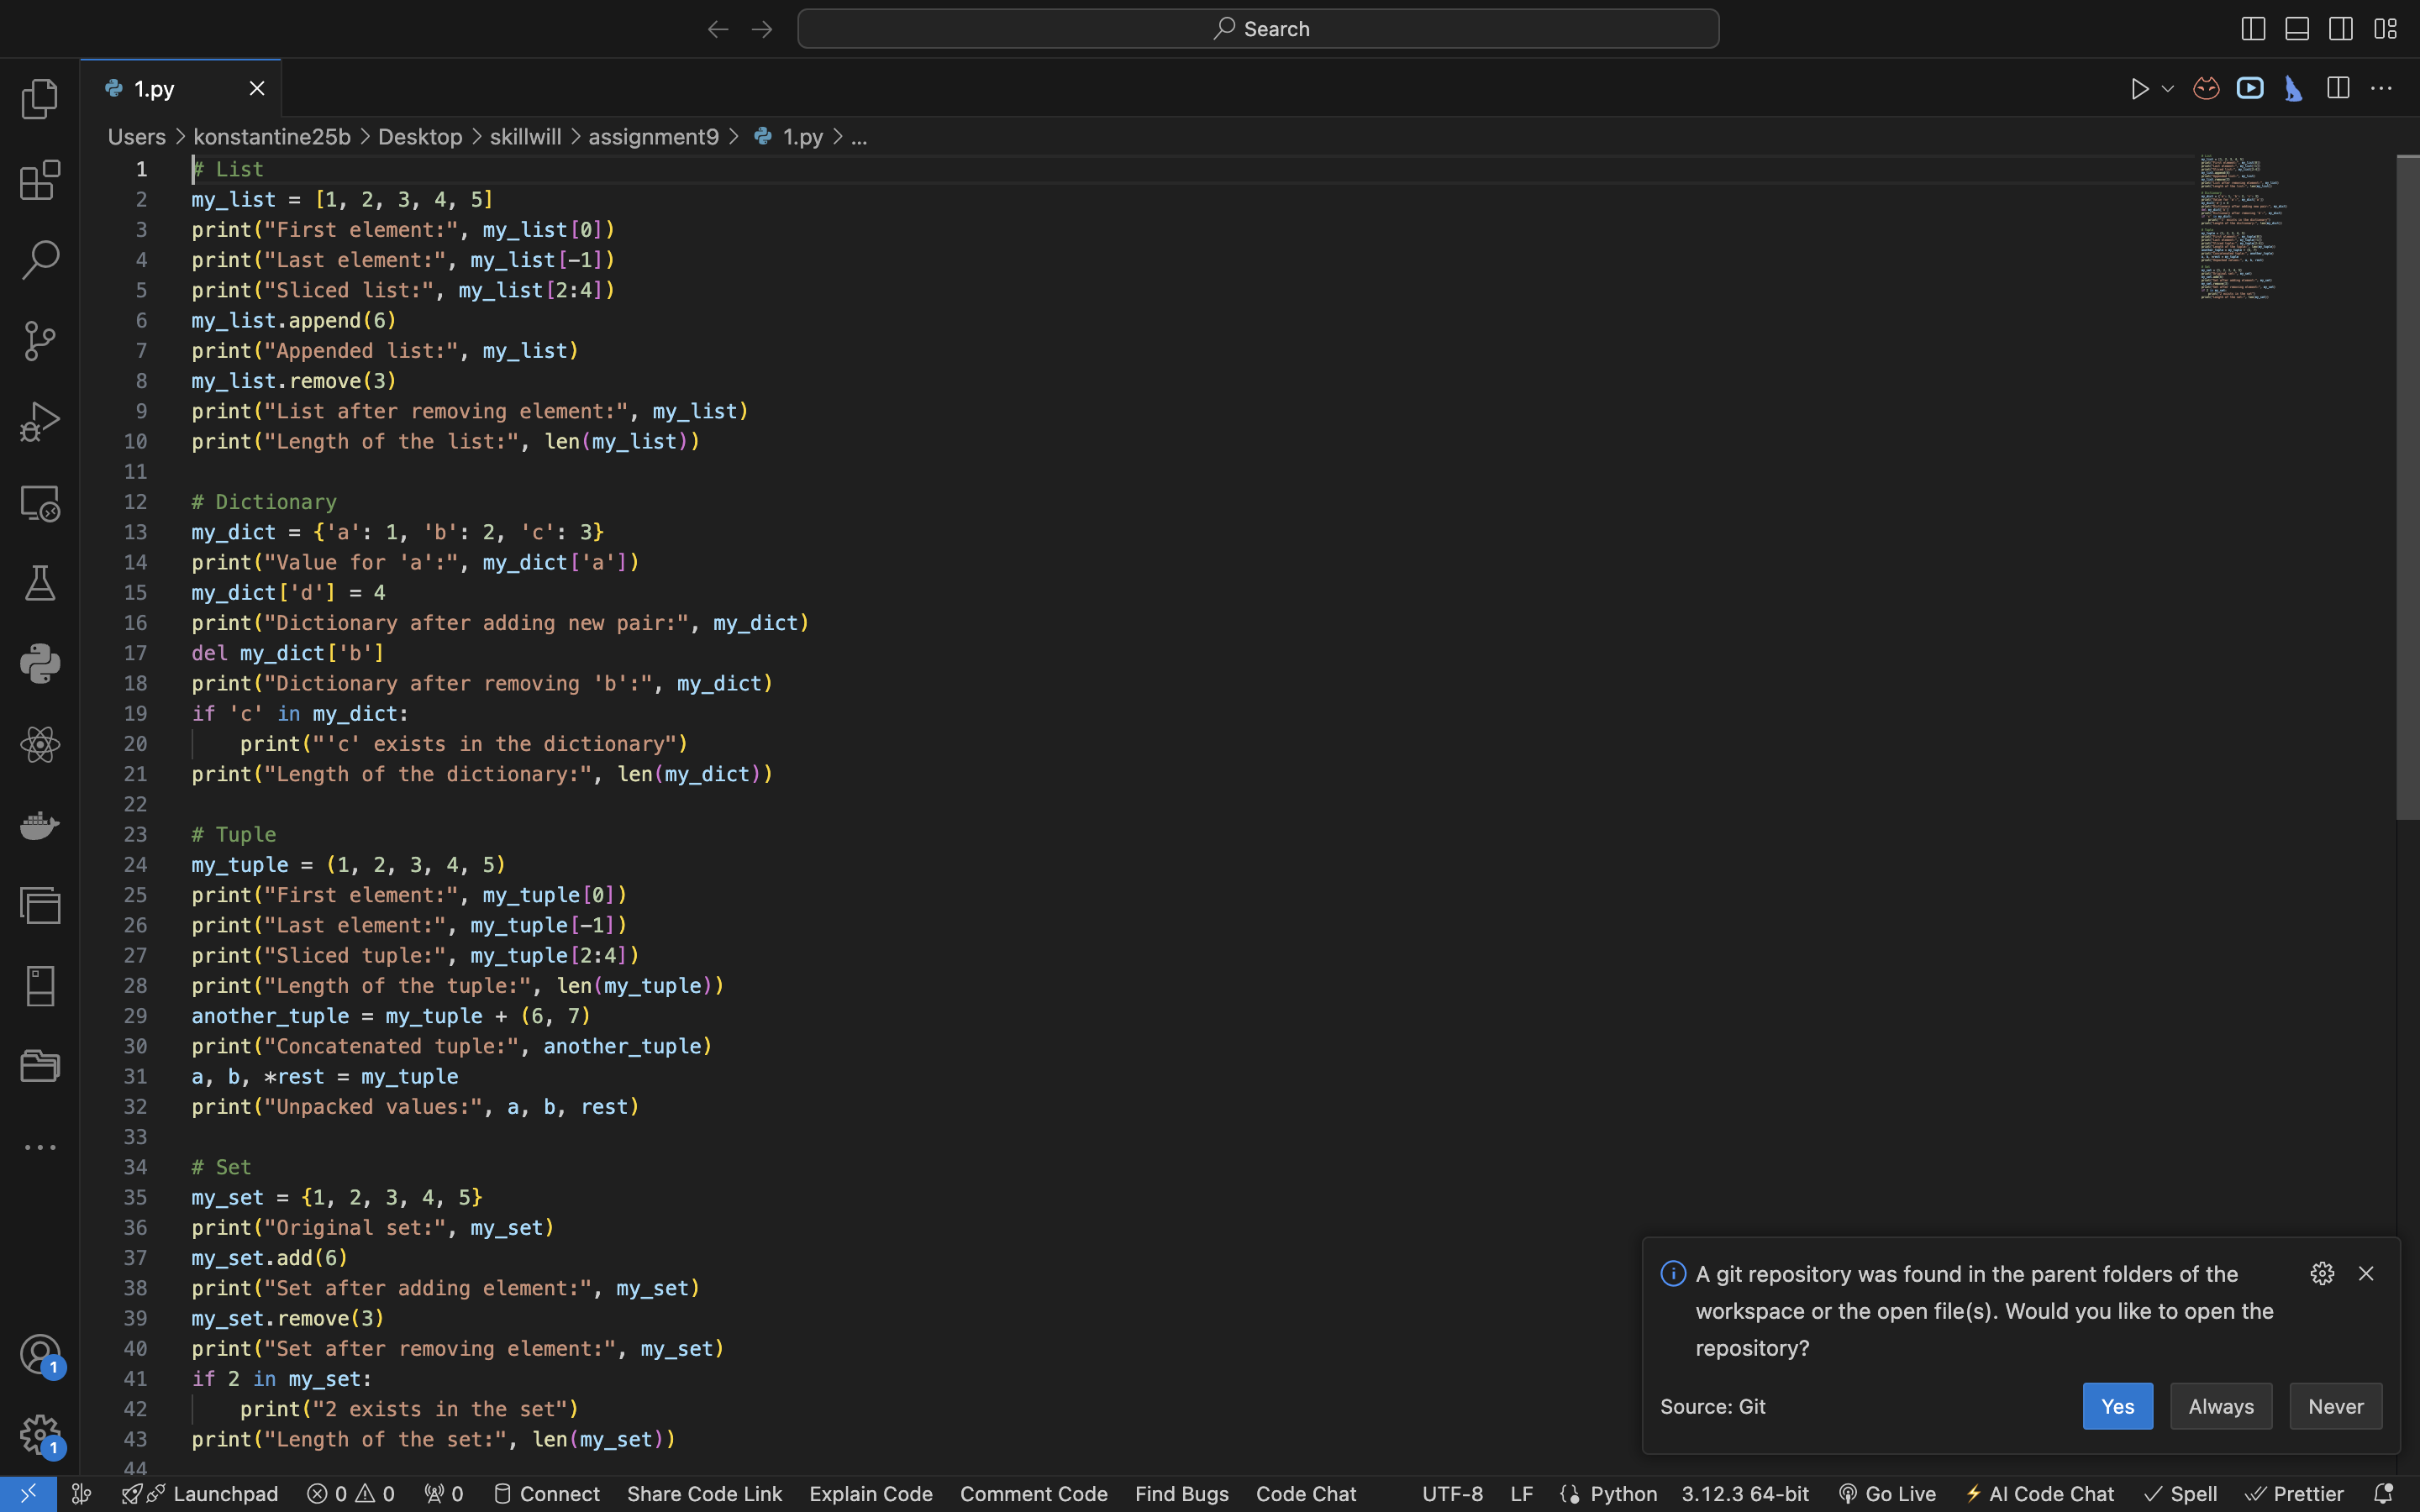 Search
1.py
Users > konstantine25b > Desktop > skillwill > assignment9 > 1.py > ...
1 # List
2 my_list = [1, 2, 3, 4, 5]
3 print("First element:", my_list[0])
4 print("Last element:", my_list[-1])
5 print("Sliced list:", my_list[2:4])
6 my_list.append(6)
7 print("Appended list:", my_list)
8 my_list.remove(3)
9 print("List after removing element:", my_list)
10 print("Length of the list:", len(my_list))
11
12 # Dictionary
13 my_dict = {'a': 1, 'b': 2, 'c': 3}
14 print("Value for 'a':", my_dict['a'])
15 my_dict['d'] = 4
16 print("Dictionary after adding new pair:", my_dict)
17 del my_dict['b']
18 print("Dictionary after removing 'b':", my_dict)
19 if 'c' in my_dict:
20     print("'c' exists in the dictionary")
21 print("Length of the dictionary:", len(my_dict))
22
23 # Tuple
24 my_tuple = (1, 2, 3, 4, 5)
25 print("First element:", my_tuple[0])
26 print("Last element:", my_tuple[-1])
27 print("Sliced tuple:", my_tuple[2:4])
28 print("Length of the tuple:", len(my_tuple))
29 another_tuple = my_tuple + (6, 7)
30 print("Concatenated tuple:", another_tuple)
31 a, b, *rest = my_tuple
32 print("Unpacked values:", a, b, rest)
33
34 # Set
35 my_set = {1, 2, 3, 4, 5}
36 print("Original set:", my_set)
37 my_set.add(6)
38 print("Set after adding element:", my_set)
39 my_set.remove(3)
40 print("Set after removing element:", my_set)
41 if 2 in my_set:
42     print("2 exists in the set")
43 print("Length of the set:", len(my_set))
44
A git repository was found in the parent folders of the
workspace or the open file(s). Would you like to open the
repository?
Source: Git
Yes Always Never
1
1
Launchpad 0 0 0 Connect Share Code Link Explain Code Comment Code Find Bugs Code Chat UTF-8 LF Python 3.12.3 64-bit Go Live AI Code Chat Spell Prettier